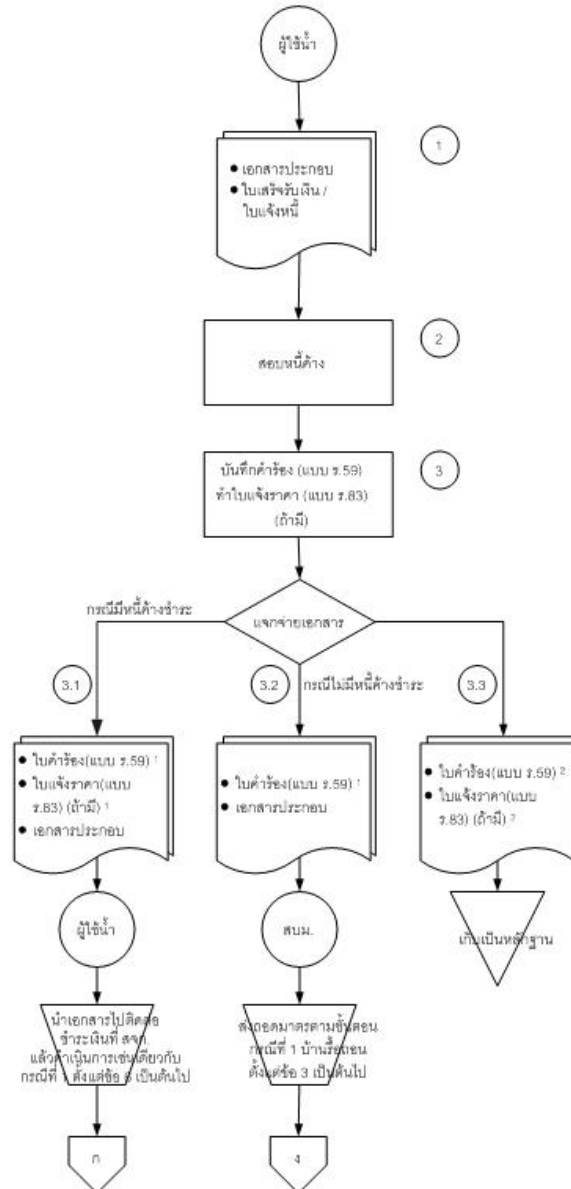 ผู้ใช้น้ำ
1
● เอกสารประกอบ
● ใบเสร็จรับเงิน /
ใบแจ้งหนี้
2
สอบหนี้ค้าง
3
บันทึกคำร้อง (แบบ ร.59)
ทำใบแจ้งราคา (แบบ ร.83)
(ถ้ามี)
แจกจ่ายเอกสาร
กรณีมีหนี้ค้างชำระ
3.1
3.2
กรณีไม่มีหนี้ค้างชำระ
3.3
● ใบคำร้อง(แบบ ร.59) 1
● ใบแจ้งราคา(แบบ
ร.83) (ถ้ามี) 1
● เอกสารประกอบ
● ใบคำร้อง(แบบ ร.59) 1
● เอกสารประกอบ
● ใบคำร้อง(แบบ ร.59) 2
● ใบแจ้งราคา(แบบ
ร.83) (ถ้ามี) 2
ผู้ใช้น้ำ
สบม.
เก็บเป็นหลักฐาน
นำเอกสารไปติดต่อ
ชำระเงินที่ สจก.
แล้วดำเนินการเช่นเดียวกับ
กรณีที่ 1 ตั้งแต่ข้อ 6 เป็นต้นไป
ส่งถอดมาตรตามขั้นตอน
กรณีที่ 1 บ้านรื้อถอน
ตั้งแต่ข้อ 3 เป็นต้นไป
ก
4